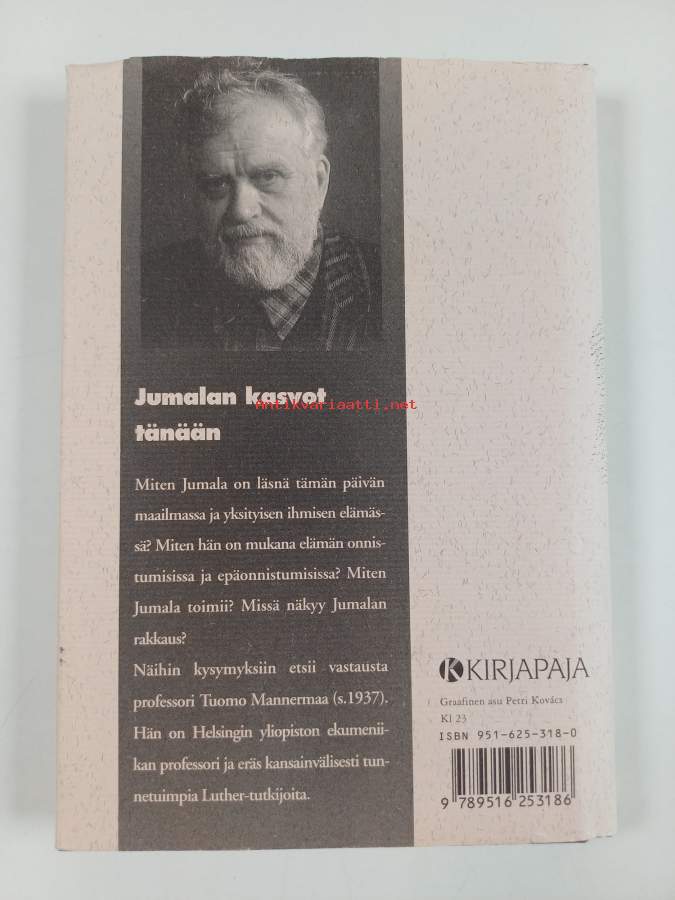 Jumalan kasvot
Antikvariaatti.net
tänään
Miten Jumala on läsnä tämän päivän
maailmassa ja yksityisen ihmisen elämäs-
sä? Miten hän on mukana elämän onnis-
tumisissa ja epäonnistumisissa? Miten
Jumala toimii? Missä näkyy Jumalan
rakkaus?
Näihin kysymyksiin etsii vastausta
professori Tuomo Mannermaa (s.1937).
Hän on Helsingin yliopiston ekumenii-
kan professori ja eräs kansainvälisesti tun-
netuimpia Luther-tutkijoita.
KIRJAPAJA
Graafinen asu Petri Kovács
Kl 23
ISBN 951-625-318-0
9 789516 253186